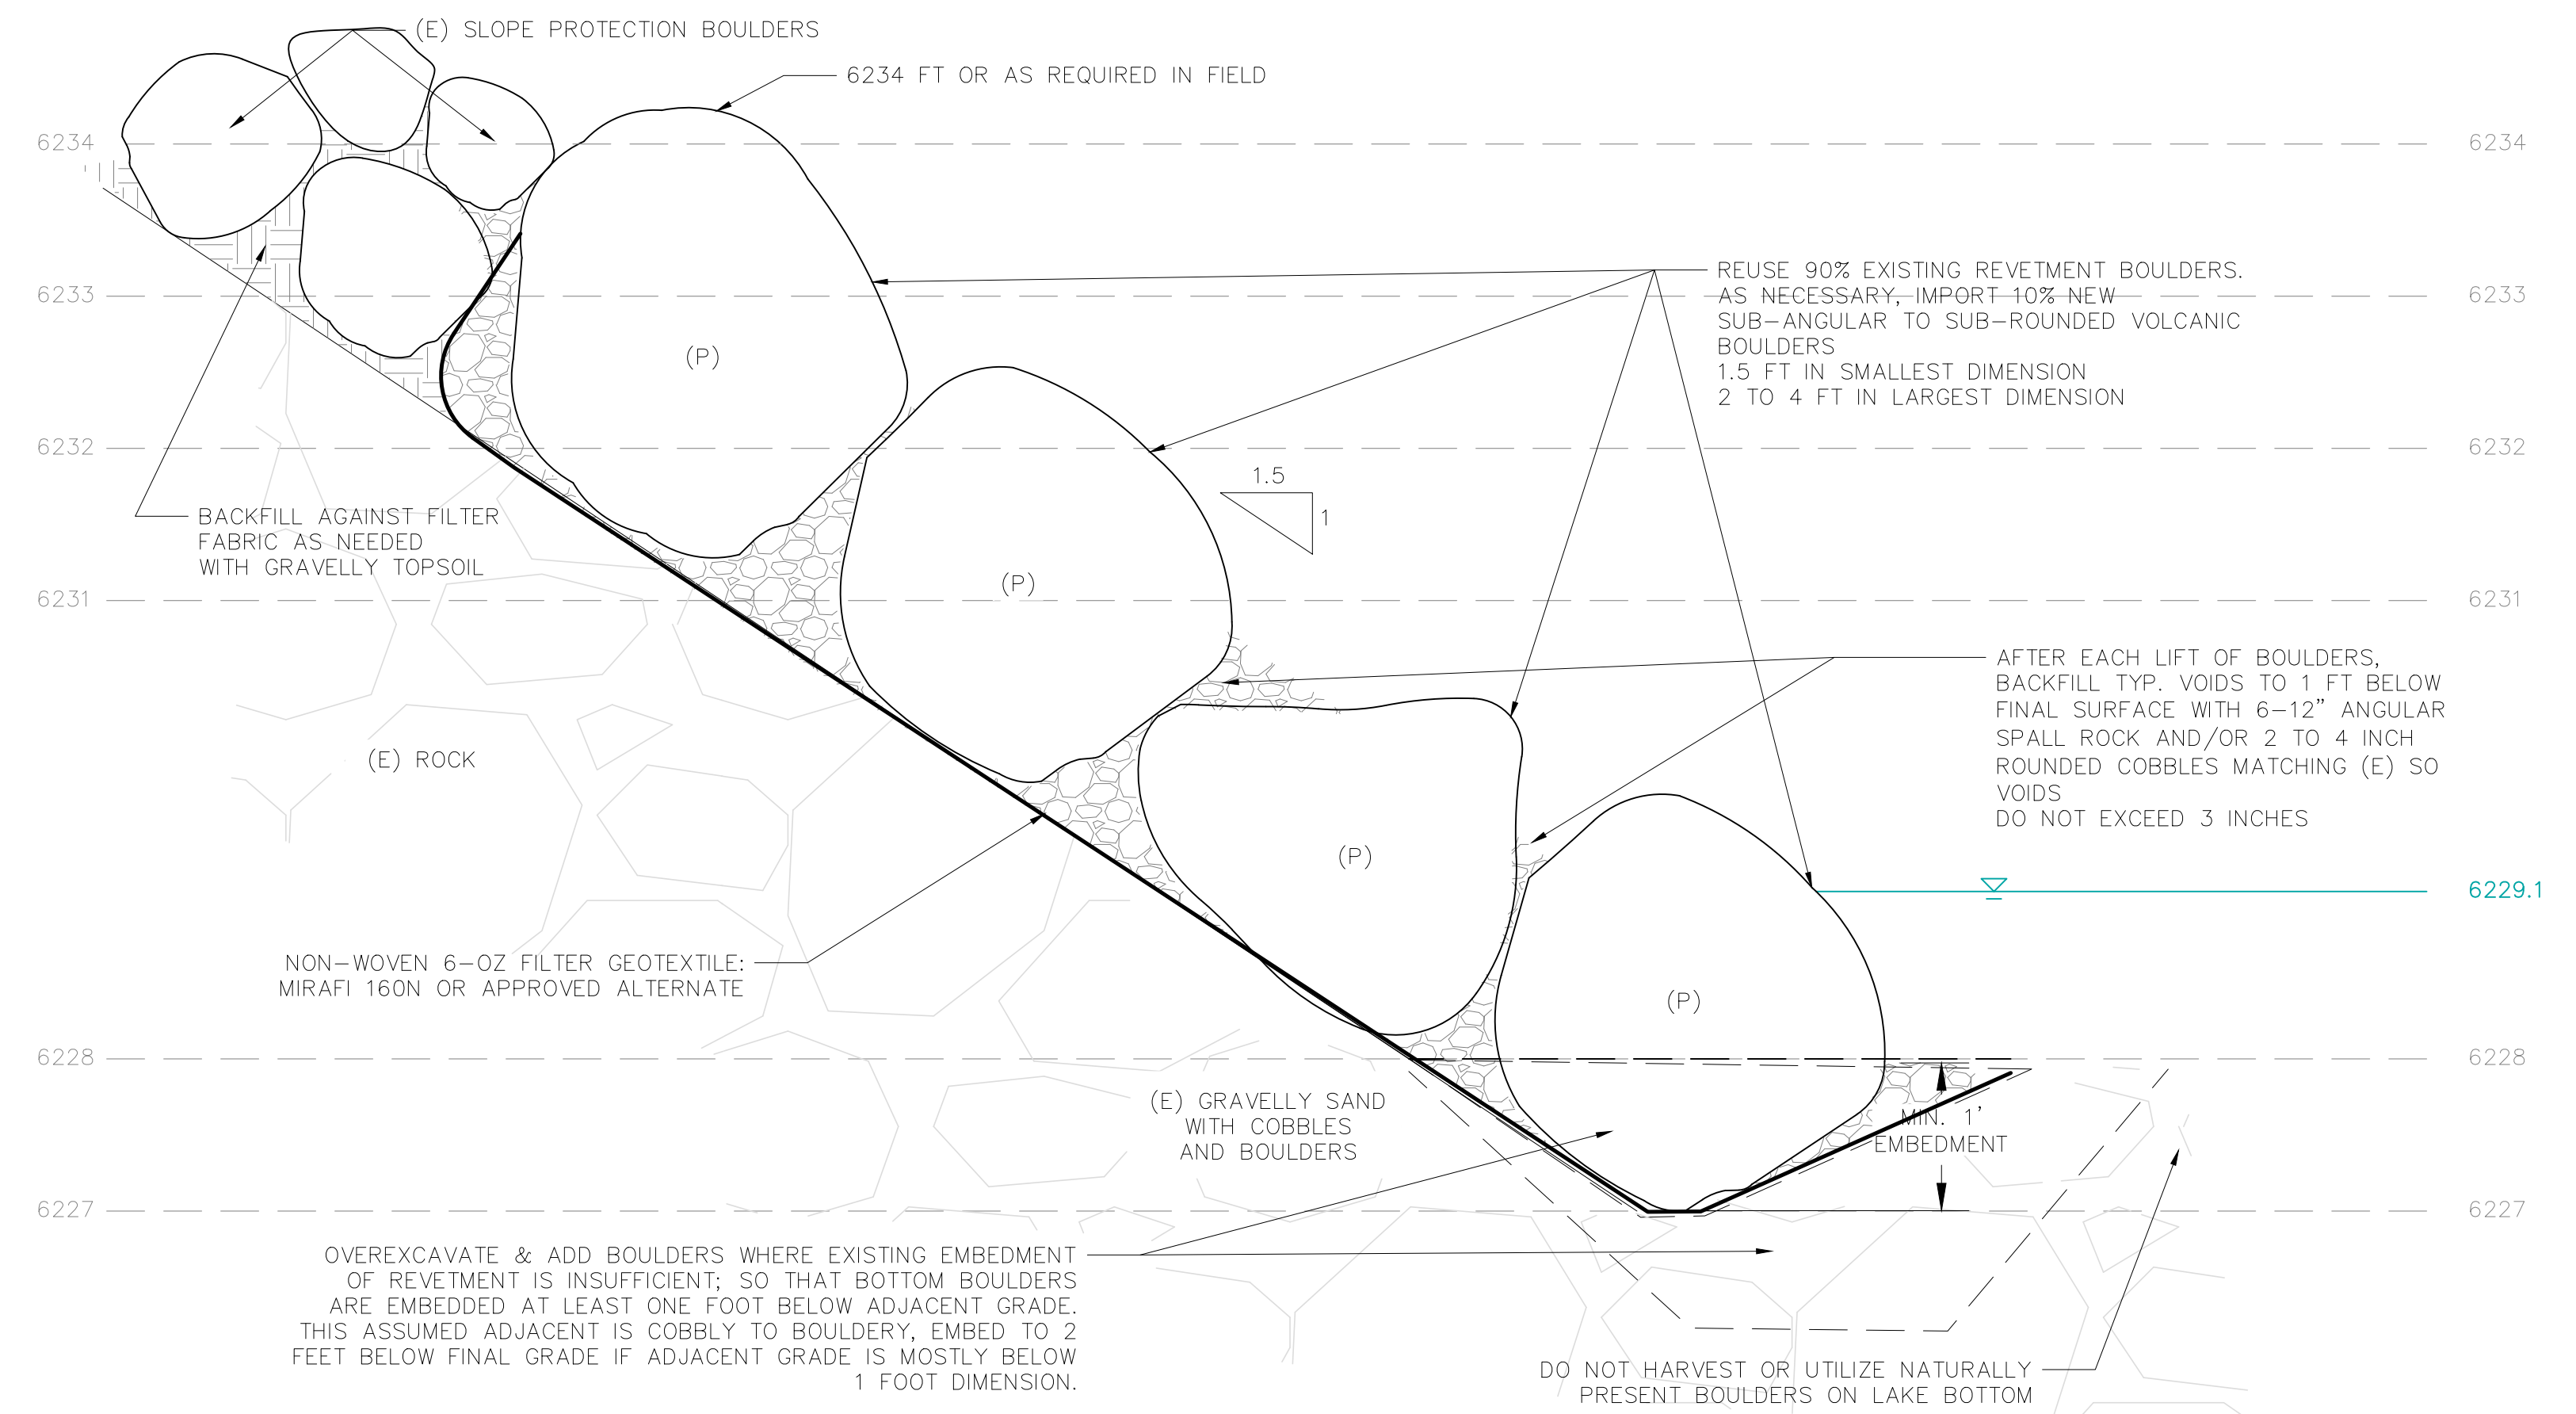 (E) SLOPE PROTECTION BOULDERS
6234 FT OR AS REQUIRED IN FIELD
6234
6234
REUSE 90% EXISTING REVETMENT BOULDERS.
AS NECESSARY, IMPORT 10% NEW
SUB-ANGULAR TO SUB-ROUNDED VOLCANIC
BOULDERS
1.5 FT IN SMALLEST DIMENSION
2 TO 4 FT IN LARGEST DIMENSION
6233
6233
(P)
6232
6232
1.5
1
BACKFILL AGAINST FILTER
FABRIC AS NEEDED
WITH GRAVELLY TOPSOIL
(P)
6231
6231
AFTER EACH LIFT OF BOULDERS,
BACKFILL TYP. VOIDS TO 1 FT BELOW
FINAL SURFACE WITH 6-12" ANGULAR
SPALL ROCK AND/OR 2 TO 4 INCH
ROUNDED COBBLES MATCHING (E) SO
VOIDS
DO NOT EXCEED 3 INCHES
(E) ROCK
(P)
6229.1
NON-WOVEN 6-OZ FILTER GEOTEXTILE:
MIRAFI 160N OR APPROVED ALTERNATE
(P)
6228
6228
(E) GRAVELLY SAND
WITH COBBLES
AND BOULDERS
MIN. 1'
EMBEDMENT
6227
6227
OVEREXCAVATE & ADD BOULDERS WHERE EXISTING EMBEDMENT
OF REVETMENT IS INSUFFICIENT; SO THAT BOTTOM BOULDERS
ARE EMBEDDED AT LEAST ONE FOOT BELOW ADJACENT GRADE.
THIS ASSUMED ADJACENT IS COBBLY TO BOULDERY, EMBED TO 2
FEET BELOW FINAL GRADE IF ADJACENT GRADE IS MOSTLY BELOW
1 FOOT DIMENSION.
DO NOT HARVEST OR UTILIZE NATURALLY
PRESENT BOULDERS ON LAKE BOTTOM